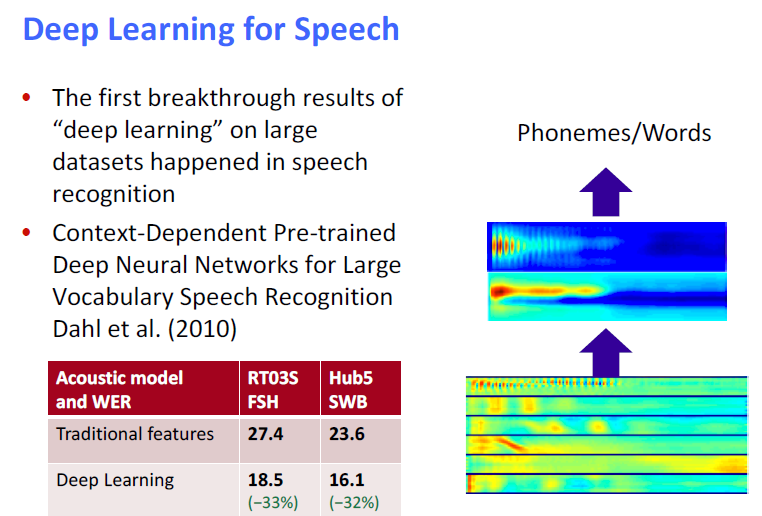 Deep Learning for Speech
• The first breakthrough results of
“deep learning” on large
datasets happened in speech
recognition
• Context-Dependent Pre-trained
Deep Neural Networks for Large
Vocabulary Speech Recognition
Dahl et al. (2010)
Phonemes/Words
Acoustic model and WER RT03S FSH Hub5 SWB
Traditional features 27.4 23.6
Deep Learning 18.5 (−33%) 16.1 (−32%)